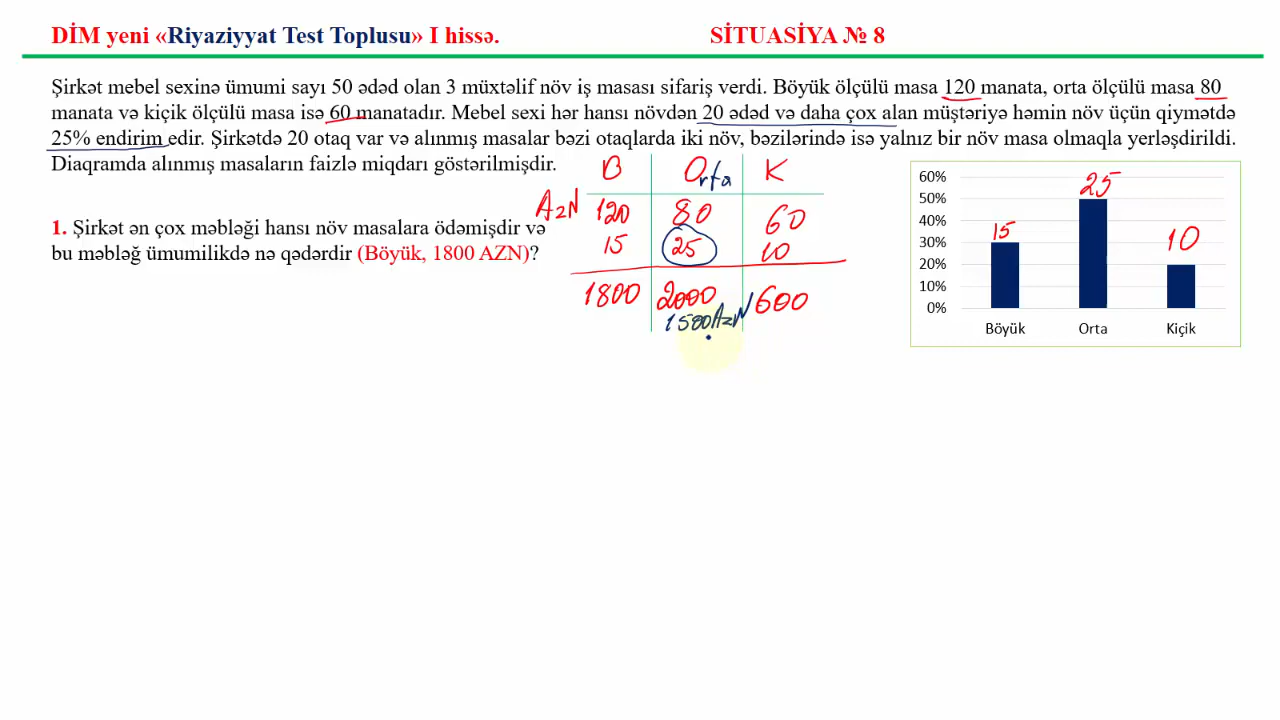 DİM yeni «Riyaziyyat Test Toplusu» I hissə.
SİTUASİYA № 8
Şirkət mebel sexinə ümumi sayı 50 ədəd olan 3 müxtəlif növ iş masası sifariş verdi. Böyük ölçülü masa 120 manata, orta ölçülü masa 80
manata və kiçik ölçülü masa isə 60 manatadır. Mebel sexi hər hansı növdən 20 ədəd və daha çox alan müştəriyə həmin növ üçün qiymətdə
25% endirim edir. Şirkətdə 20 otaq var və alınmış masalar bəzi otaqlarda iki növ, bəzilərində isə yalnız bir növ masa olmaqla yerləşdirildi.
Diaqramda alınmış masaların faizlə miqdarı göstərilmişdir.
1. Şirkət ən çox məbləği hansı növ masalara ödəmişdir və
bu məbləğ ümumilikdə nə qədərdir (Böyük, 1800 AZN)?
B Orta K
AZN 120 80 60
15 25 10
1800 2000 600
1500 AZN
60%
50%
40%
30%
20%
10%
0%
15 25 10
Böyük Orta Kiçik